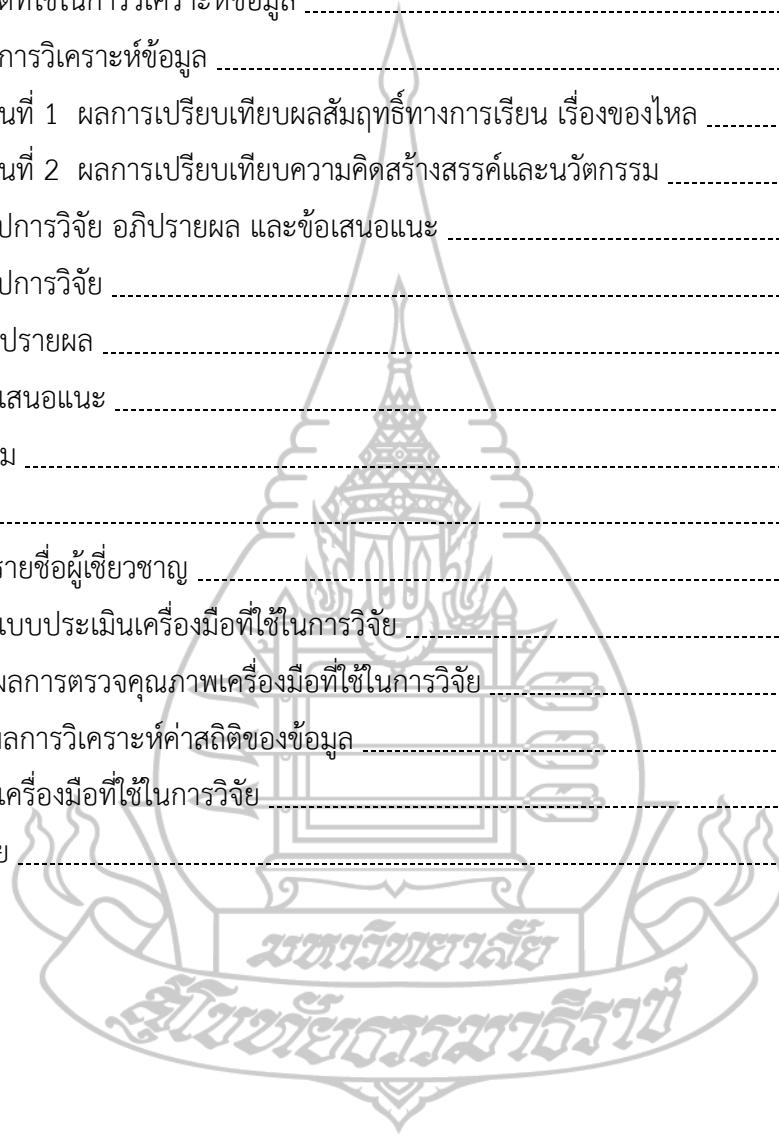 ติที่ใช้ในการวิเคราะห์ข้อมูล
การวิเคราะห์ข้อมูล
นที่ 1 ผลการเปรียบเทียบผลสัมฤทธิ์ทางการเรียน เรื่องของไหล
นที่ 2 ผลการเปรียบเทียบความคิดสร้างสรรค์และนวัตกรรม
ปการวิจัย อภิปรายผล และข้อเสนอแนะ
ปการวิจัย
ปรายผล
เสนอแนะ
ม
รายชื่อผู้เชี่ยวชาญ
แบบประเมินเครื่องมือที่ใช้ในการวิจัย
ผลการตรวจคุณภาพเครื่องมือที่ใช้ในการวิจัย
ผลการวิเคราะห์ค่าสถิติของข้อมูล
เครื่องมือที่ใช้ในการวิจัย
ย
มหาวิทยาลัย
สุโขทัยธรรมาธิราช